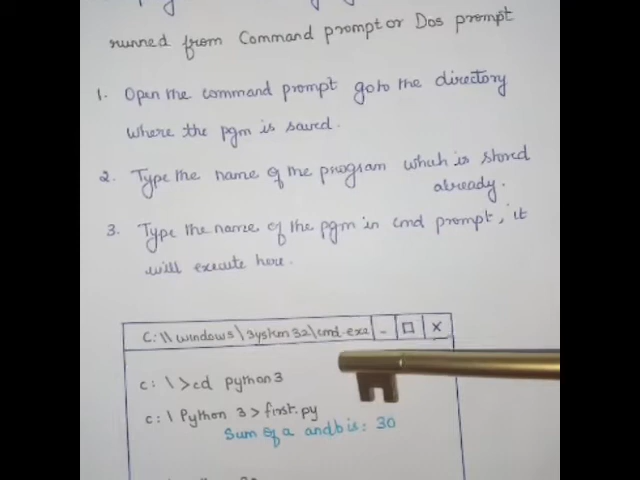 runned from Command prompt or Dos prompt
1. Open the command prompt goto the directory
where the pgm is saved.
2. Type the name of the program which is stored
already.
3. Type the name of the pgm in cmd prompt, it
will execute here.
C:\\windows\System32\cmd.exe - □ X
c:\>cd python3
c:\Python 3>first.py
Sum of a and b is: 30